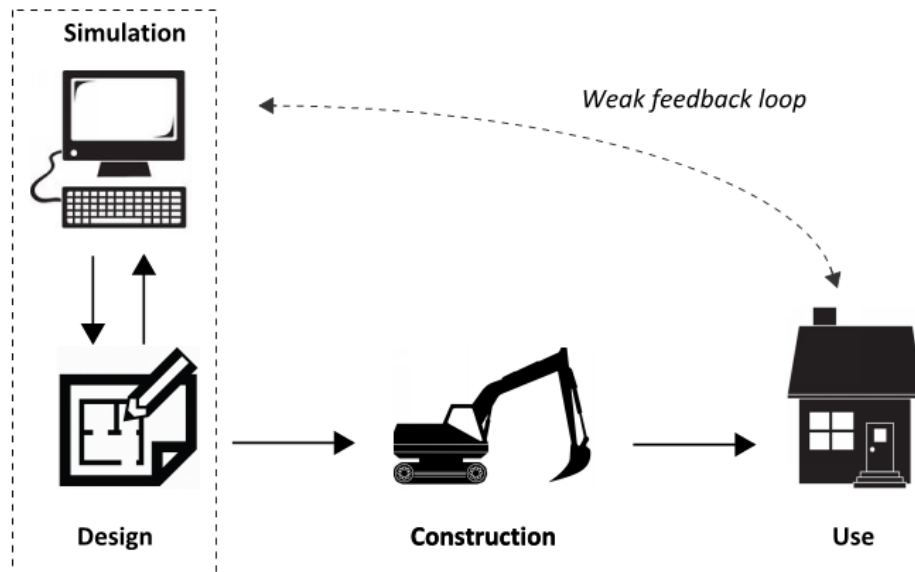 Simulation
Weak feedback loop
Design
Construction
Use